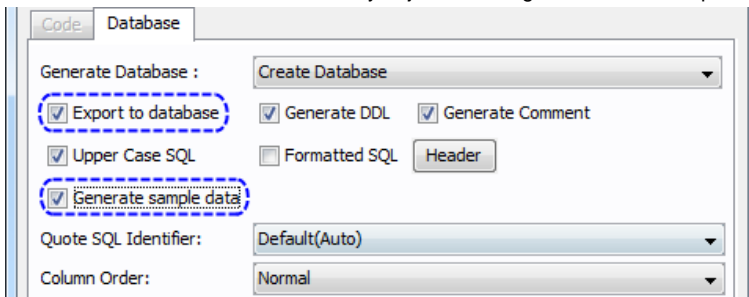 Code Database
Generate Database : Create Database
Export to database Generate DDL Generate Comment
Upper Case SQL Formatted SQL Header
Generate sample data
Quote SQL Identifier: Default(Auto)
Column Order: Normal